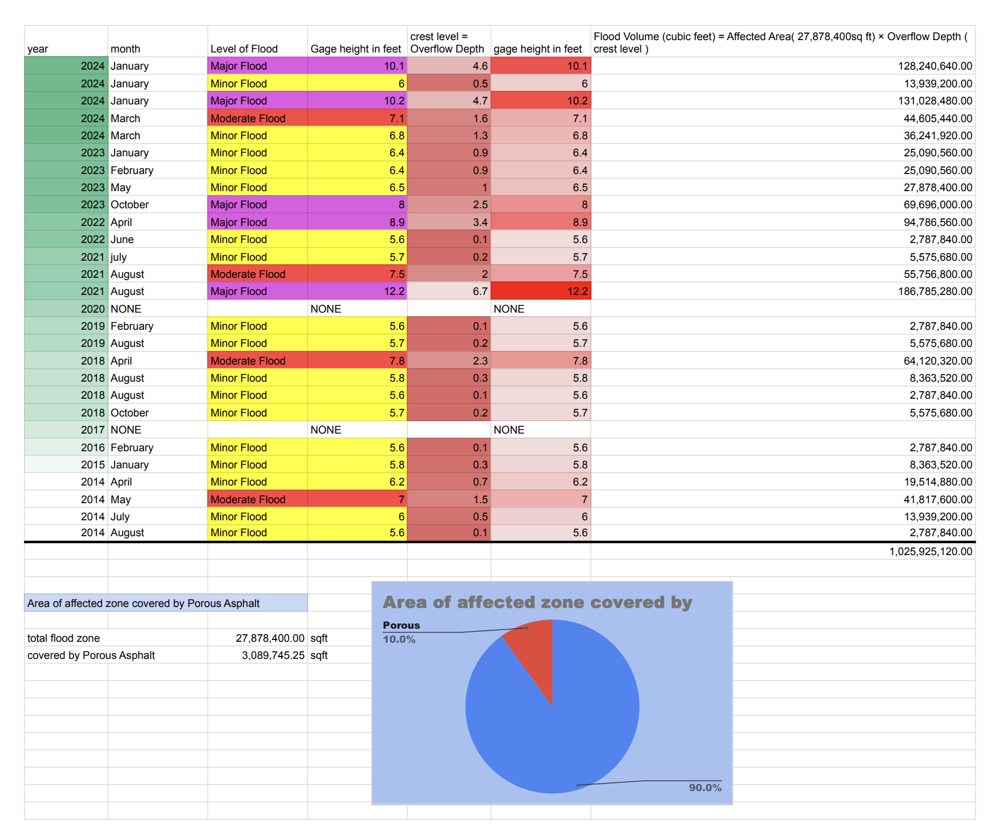 year month Level of Flood Gage height in feet crest level = Overflow Depth gage height in feet Flood Volume (cubic feet) = Affected Area( 27,878,400sq ft) × Overflow Depth ( crest level )
2024 January Major Flood 10.1 4.6 10.1 128,240,640.00
2024 January Minor Flood 6 0.5 6 13,939,200.00
2024 January Major Flood 10.2 4.7 10.2 131,028,480.00
2024 March Moderate Flood 7.1 1.6 7.1 44,605,440.00
2024 March Minor Flood 6.8 1.3 6.8 36,241,920.00
2023 January Minor Flood 6.4 0.9 6.4 25,090,560.00
2023 February Minor Flood 6.4 0.9 6.4 25,090,560.00
2023 May Minor Flood 6.5 1 6.5 27,878,400.00
2023 October Major Flood 8 2.5 8 69,696,000.00
2022 April Major Flood 8.9 3.4 8.9 94,786,560.00
2022 June Minor Flood 5.6 0.1 5.6 2,787,840.00
2021 july Minor Flood 5.7 0.2 5.7 5,575,680.00
2021 August Moderate Flood 7.5 2 7.5 55,756,800.00
2021 August Major Flood 12.2 6.7 12.2 186,785,280.00
2020 NONE NONE NONE
2019 February Minor Flood 5.6 0.1 5.6 2,787,840.00
2019 August Minor Flood 5.7 0.2 5.7 5,575,680.00
2018 April Moderate Flood 7.8 2.3 7.8 64,120,320.00
2018 August Minor Flood 5.8 0.3 5.8 8,363,520.00
2018 August Minor Flood 5.6 0.1 5.6 2,787,840.00
2018 October Minor Flood 5.7 0.2 5.7 5,575,680.00
2017 NONE NONE NONE
2016 February Minor Flood 5.6 0.1 5.6 2,787,840.00
2015 January Minor Flood 5.8 0.3 5.8 8,363,520.00
2014 April Minor Flood 6.2 0.7 6.2 19,514,880.00
2014 May Moderate Flood 7 1.5 7 41,817,600.00
2014 July Minor Flood 6 0.5 6 13,939,200.00
2014 August Minor Flood 5.6 0.1 5.6 2,787,840.00
1,025,925,120.00
Area of affected zone covered by Porous Asphalt
total flood zone 27,878,400.00 sqft
covered by Porous Asphalt 3,089,745.25 sqft
Area of affected zone covered by
Porous
10.0%
90.0%